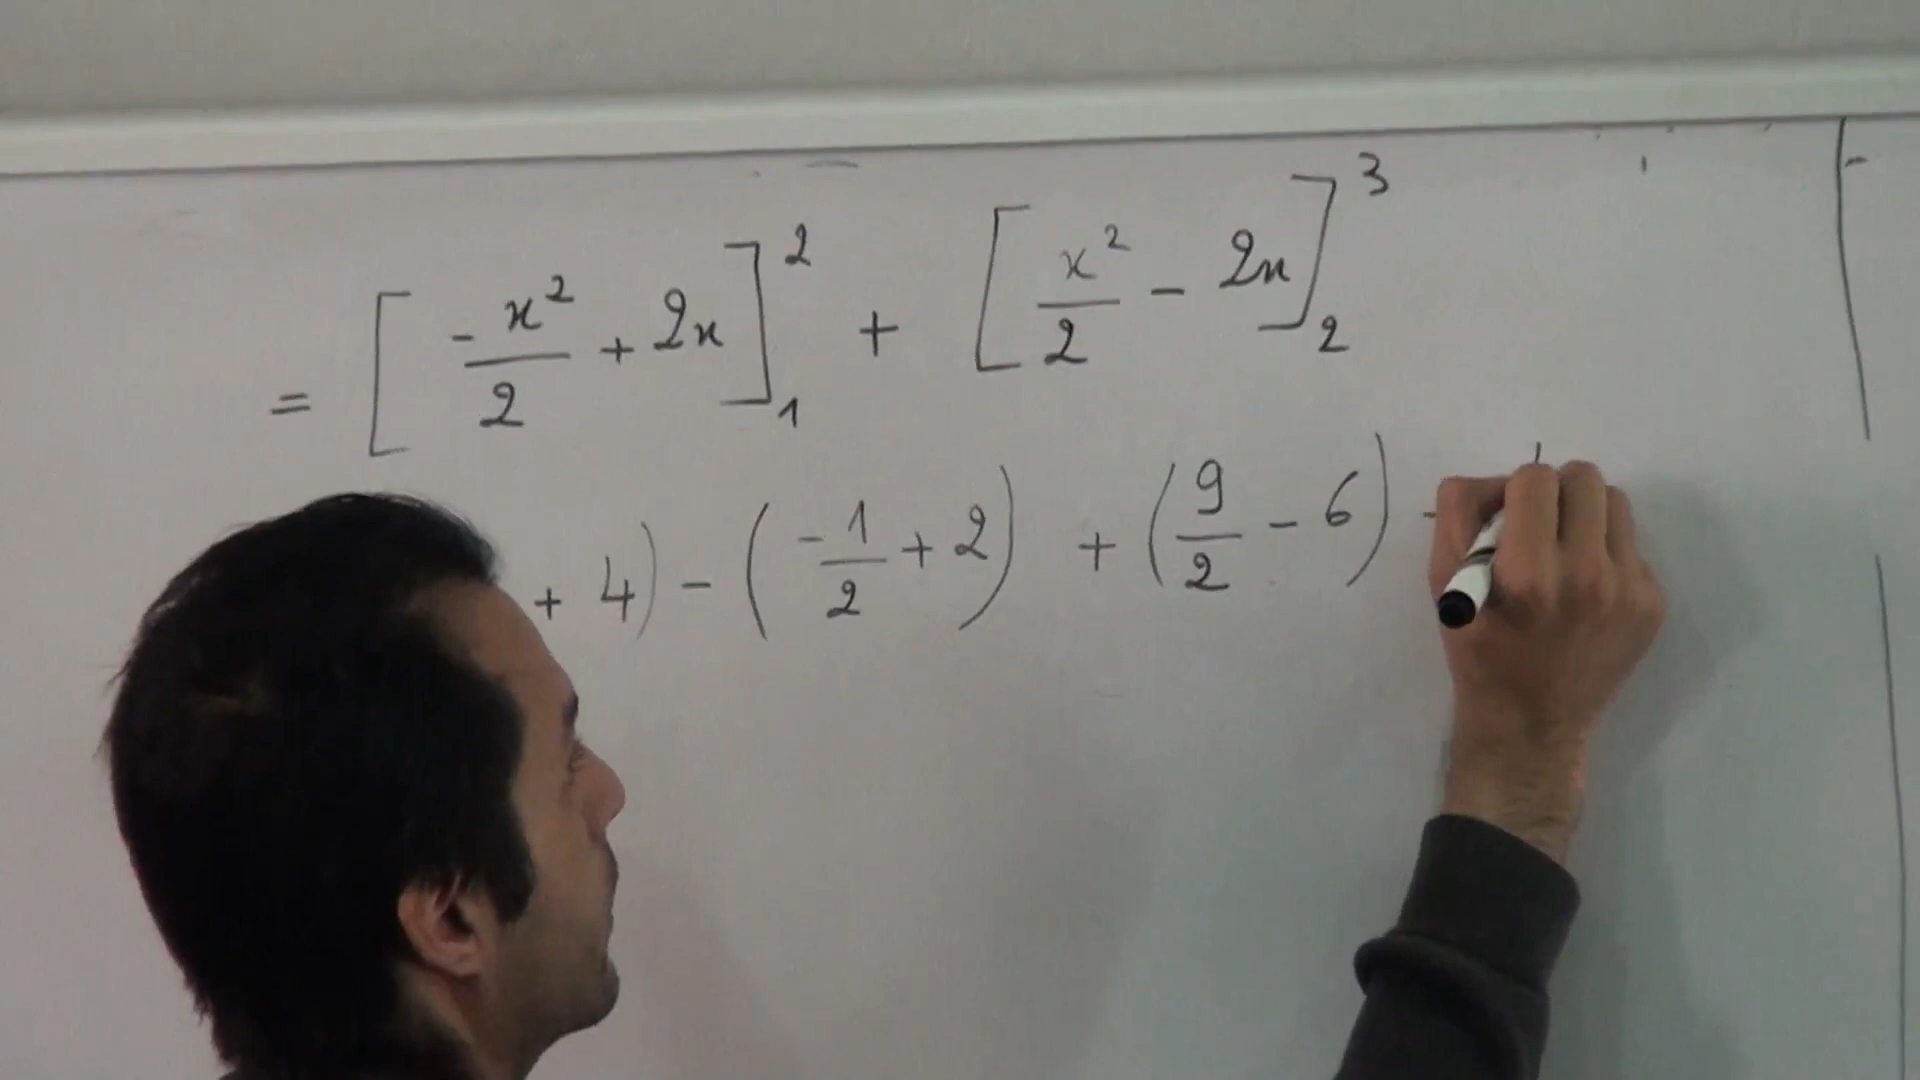 = [ -x²/2 + 2x ]₁² + [ x²/2 - 2x ]₂³
+ 4) - ( -1/2 + 2 ) + ( 9/2 - 6 ) -